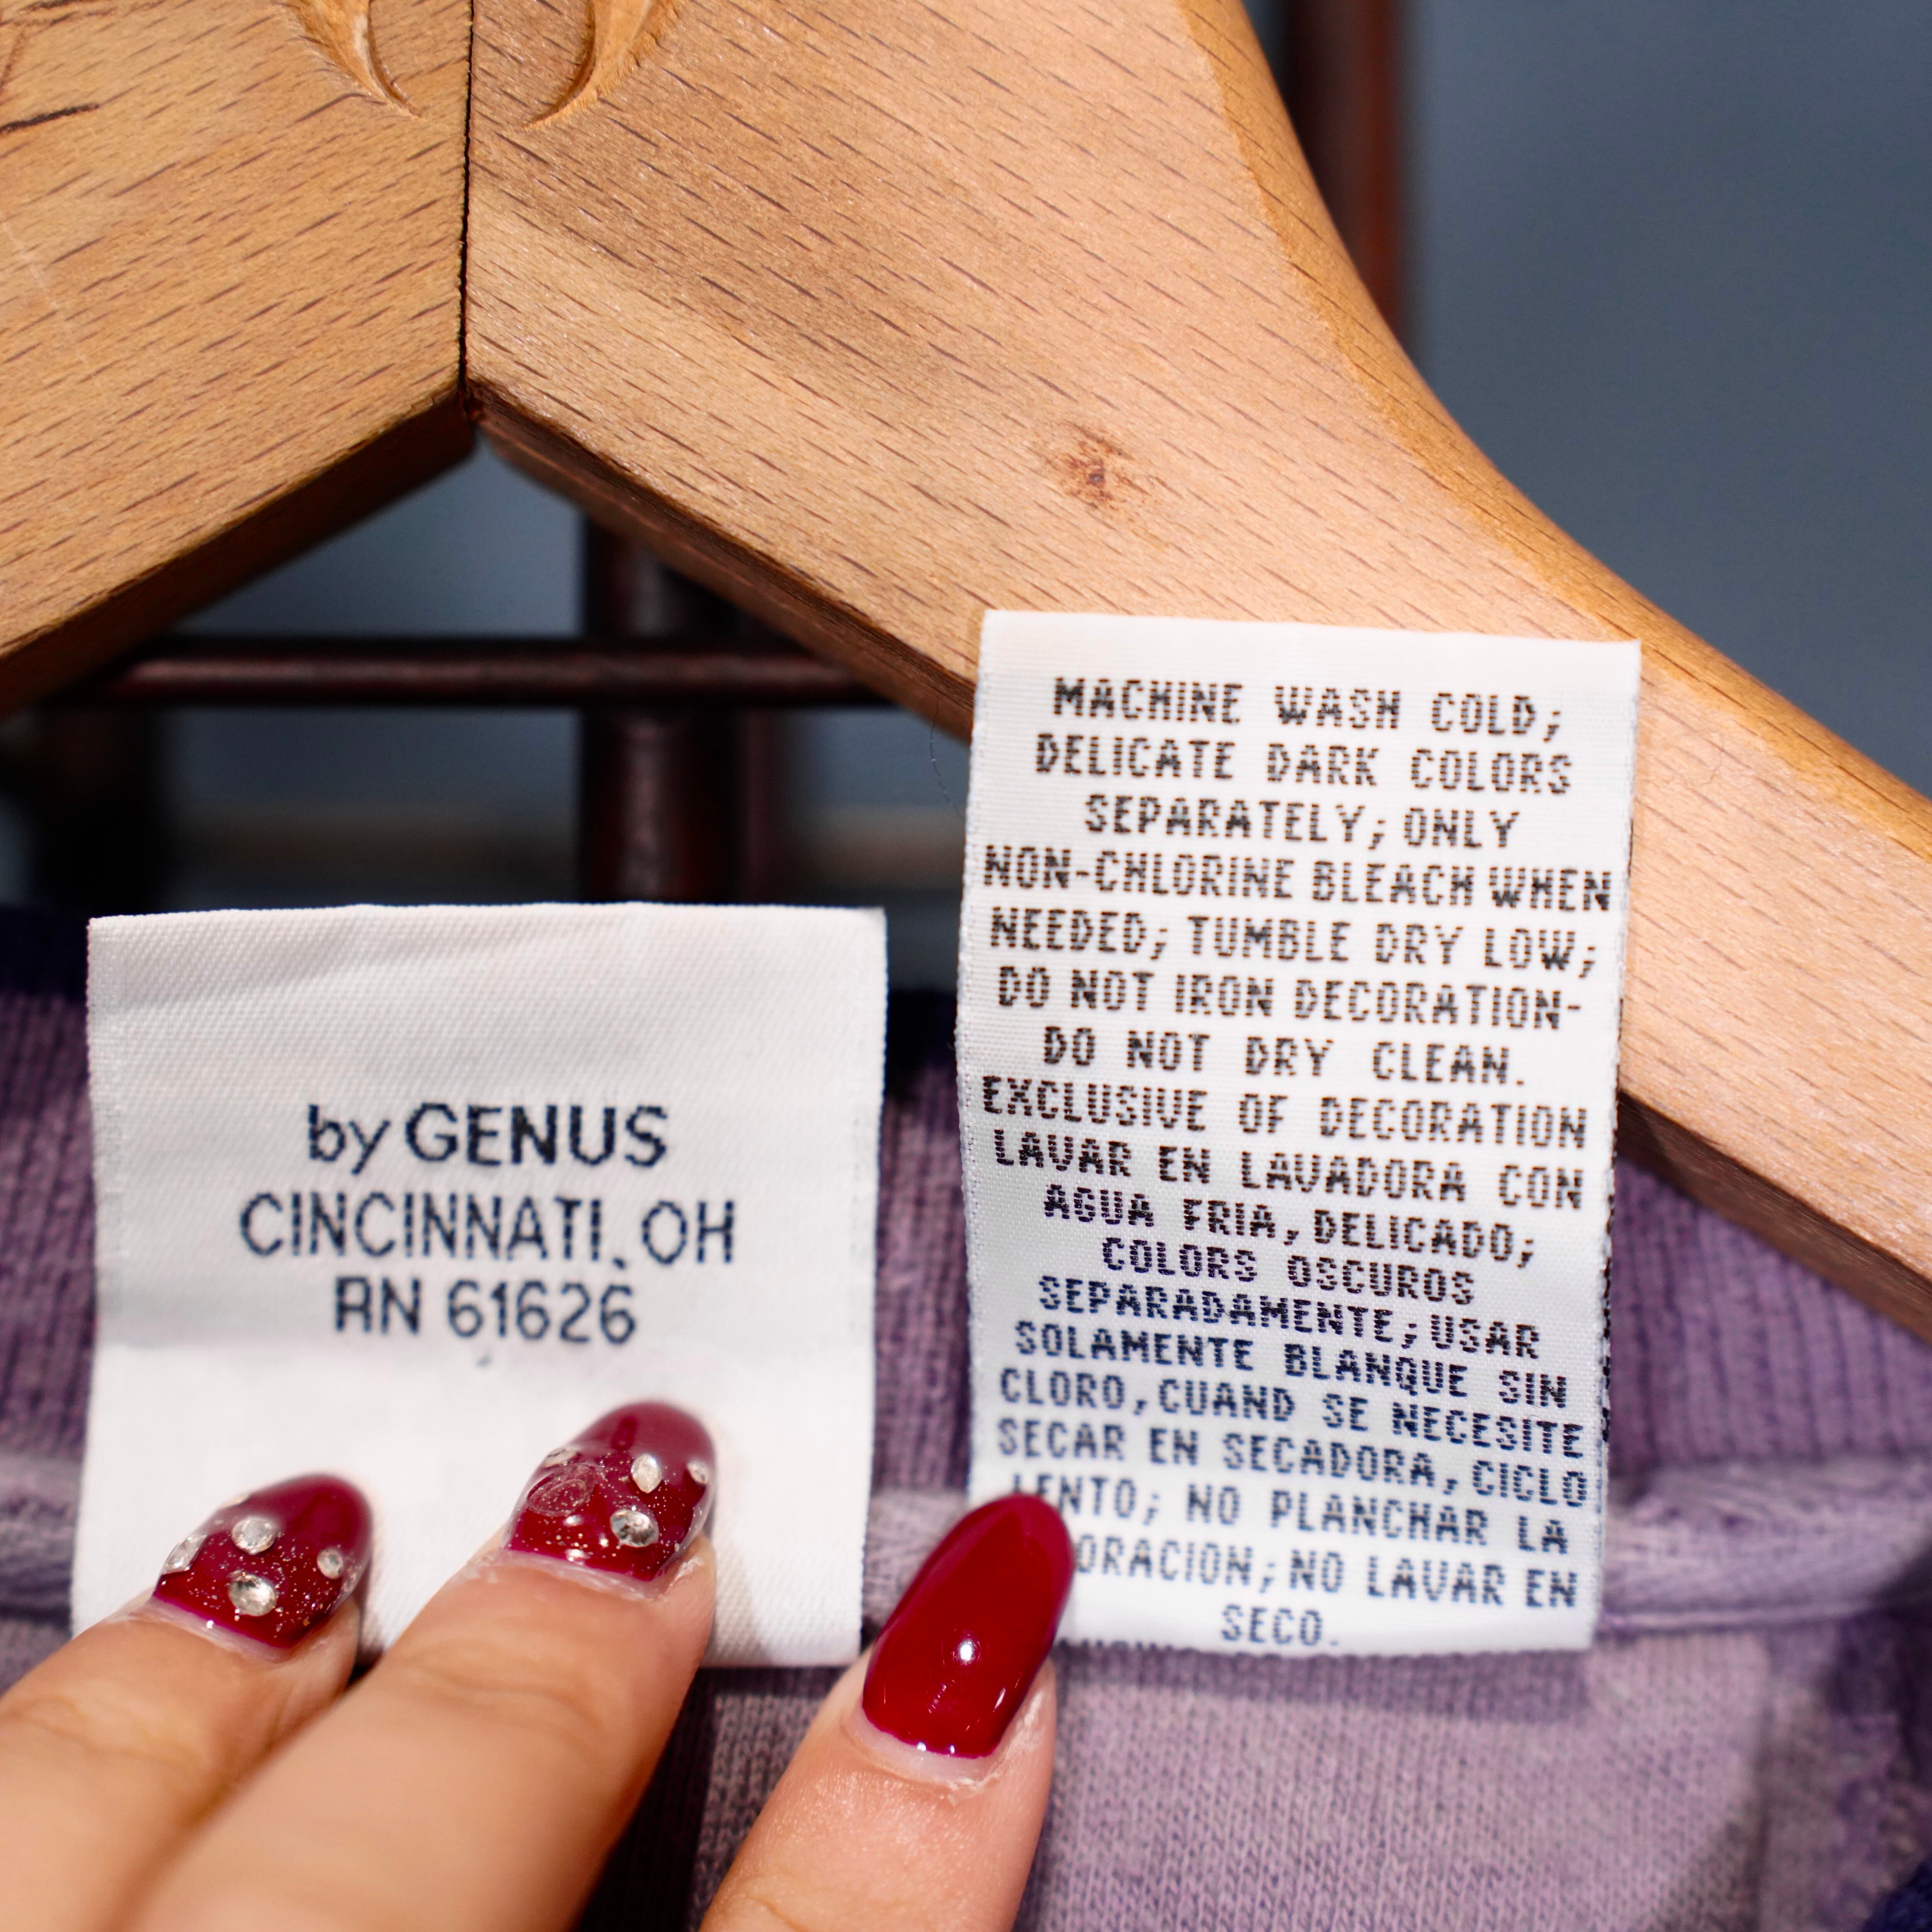 by GENUS
CINCINNATI, OH
RN 61626
MACHINE WASH COLD;
DELICATE DARK COLORS
SEPARATELY; ONLY
NON-CHLORINE BLEACH WHEN
NEEDED; TUMBLE DRY LOW;
DO NOT IRON DECORATION-
DO NOT DRY CLEAN.
EXCLUSIVE OF DECORATION
LAVAR EN LAVADORA CON
AGUA FRIA, DELICADO;
COLORS OSCUROS
SEPARADAMENTE; USAR
SOLAMENTE BLANQUE SIN
CLORO, CUAND SE NECESITE
SECAR EN SECADORA, CICLO
LENTO; NO PLANCHAR LA
ORACION; NO LAVAR EN
SECO.